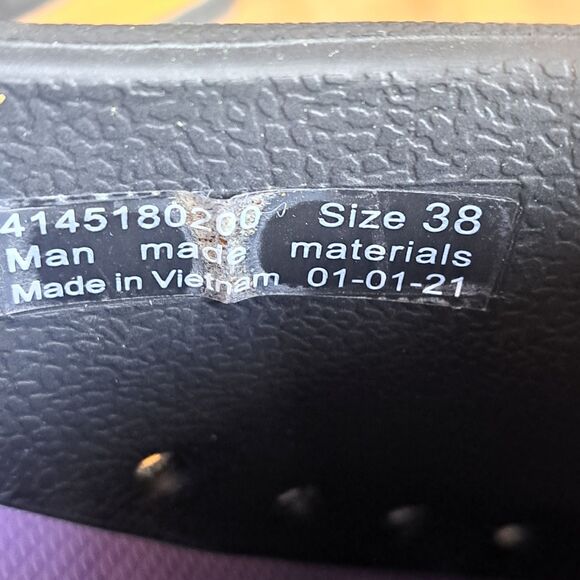 4145180200 Size 38
Man made materials
Made in Vietnam 01-01-21